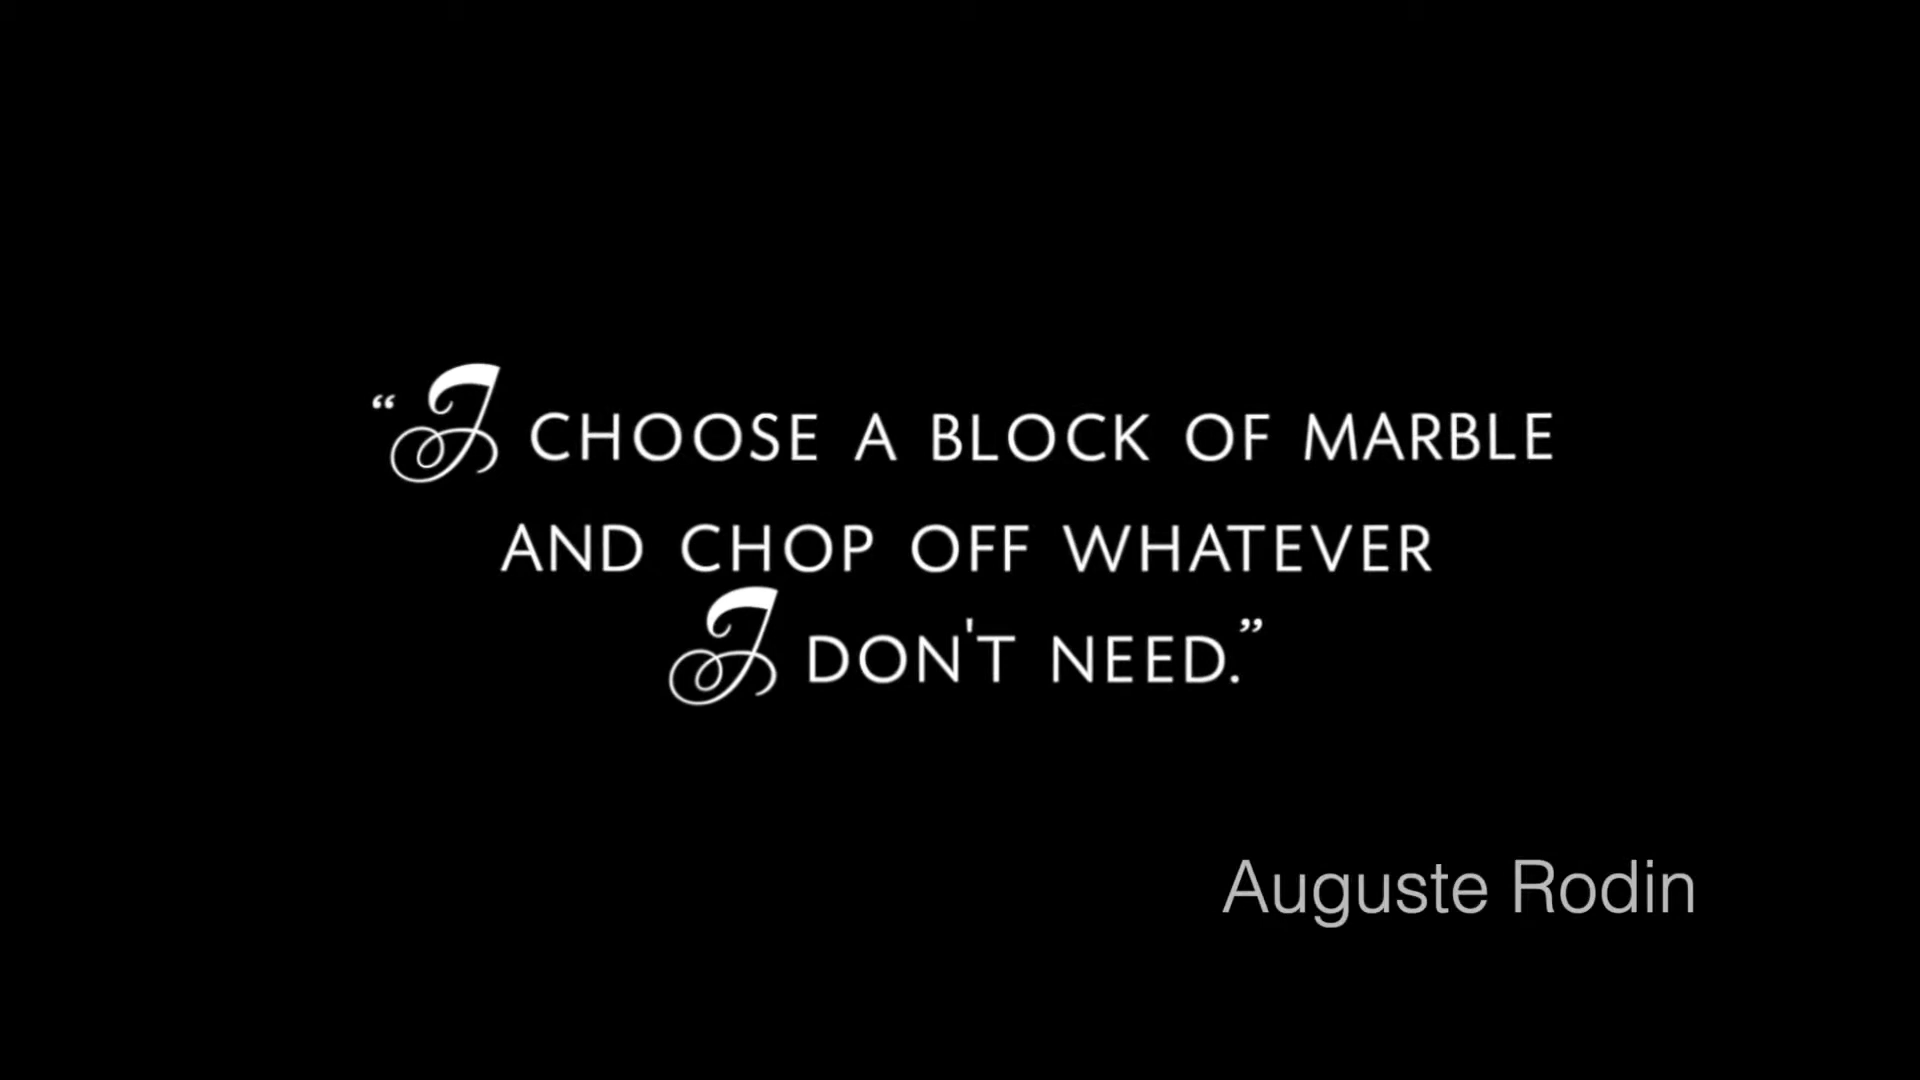 “I CHOOSE A BLOCK OF MARBLE
AND CHOP OFF WHATEVER
I DON'T NEED.”
Auguste Rodin